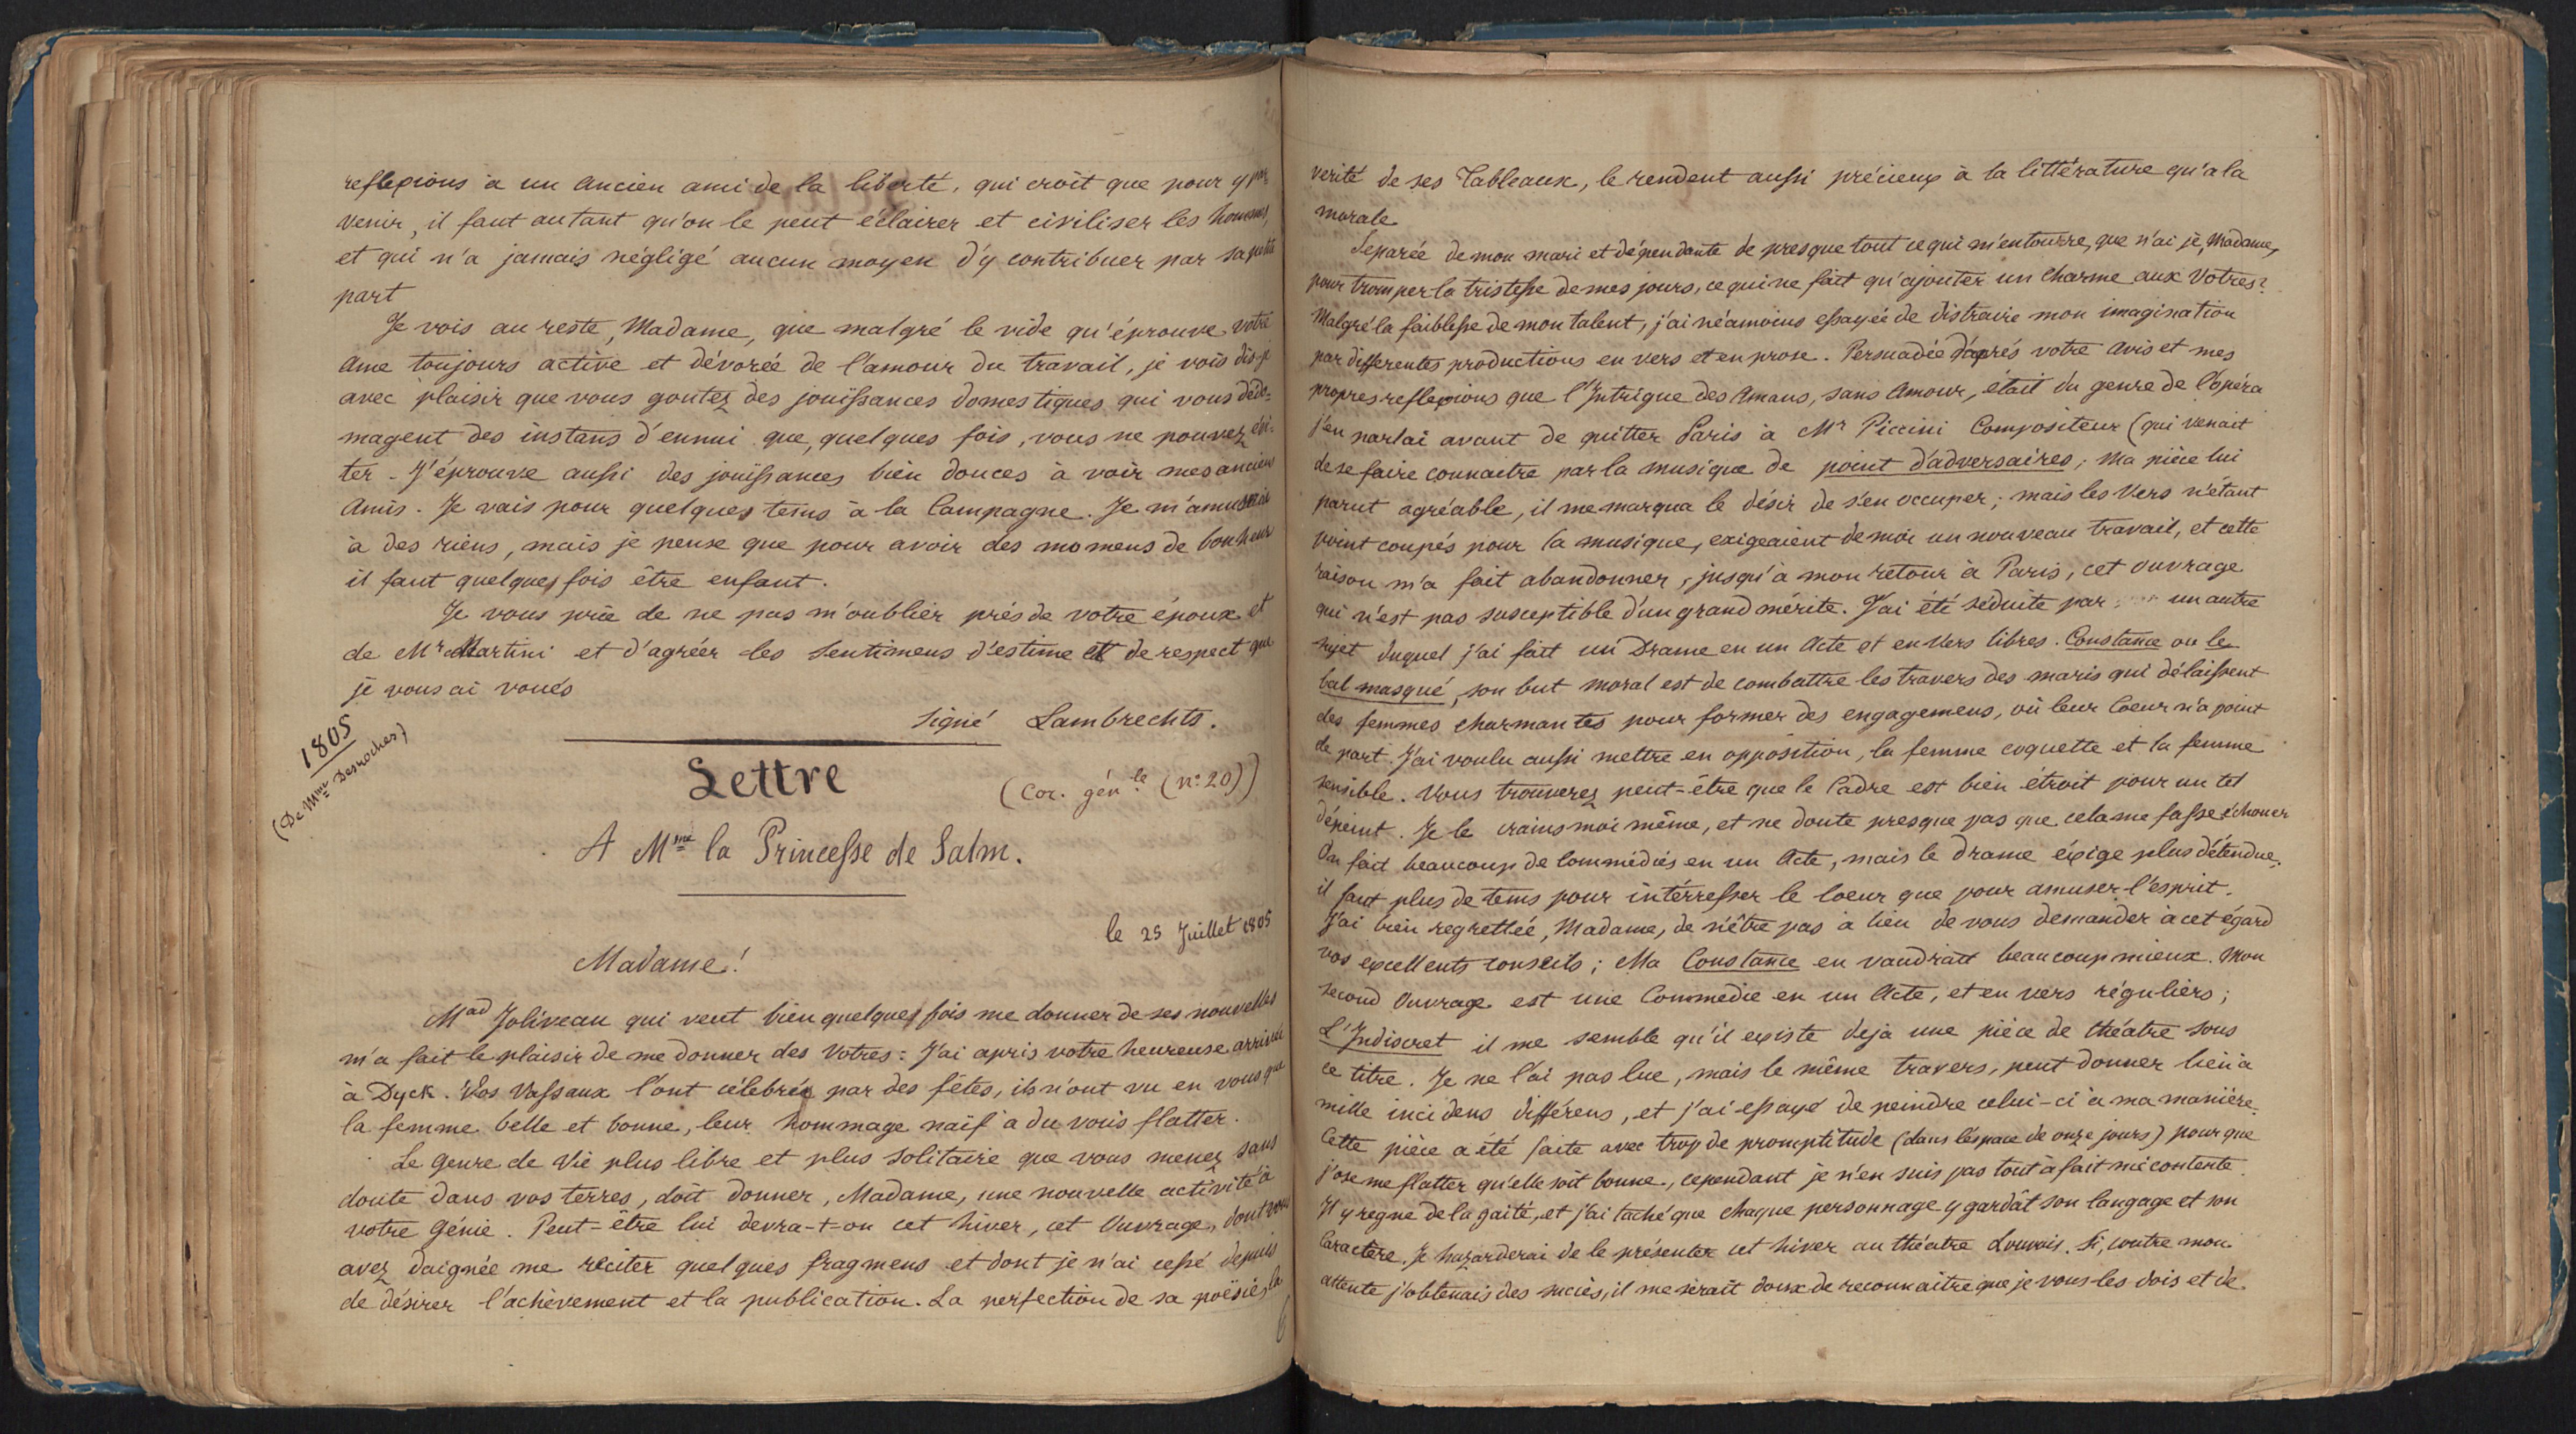 reflexions à un ancien ami de la liberté, qui croit que pour y par-
venir, il faut autant qu'on le peut éclairer et civiliser les hommes,
et qui n'a jamais négligé aucun moyen d'y contribuer par sa petite
part
Je vois au reste, Madame, que malgré le vide qu'éprouve votre
ame toujours active et dévorée de l'amour du travail, je vois dis-je
avec plaisir que vous goutez des jouissances domestiques qui vous dedo-
magent des instans d'ennui que, quelques fois, vous ne pouvez evi-
ter. J'éprouve aussi des jouissances bien douces à voir mes anciens
Amis. Je vais pour quelques tems à la Campagne. Je m'amuserai
à des riens, mais je pense que pour avoir des momens de bonheur
il faut quelques fois être enfant.
Je vous prie de ne pas m'oublier près de votre époux et
de Mr Martini et d'agréer les Sentimens d'estime et de respect que
je vous ai voués
Signé Lambrechts.
1805
(De Mme Desroches)
Lettre
(Cor. génle (n: 20))
A Mme la Princesse de Salm.
le 25 Juillet 1805
Madame!
Mad Joliveau qui veut bien quelques fois me donner de ses nouvelles
m'a fait le plaisir de me donner des Votres: J'ai apris votre heureuse arrivée
à Dyck. Vos Vassaux l'ont célebrée par des fêtes, ils n'ont vu en vous que
la femme belle et bonne, leur hommage naïf a du vous flatter.
Le genre de Vie plus libre et plus solitaire que vous menez sans
doute dans vos terres, doit donner, Madame, une nouvelle activité à
votre Génie. Peut-être lui devra-t-on cet hiver, cet Ouvrage, dont vous
avez daignée me réciter quelques fragmens et dont je n'ai cessé depuis
de désirer l'achèvement et la publication. La perfection de sa poësie, la
verité de ses Tableaux, le rendent aussi précieux à la littérature qu'à la
morale
Separée de mon mari et dépendante de presque tout ce qui m'entourre, que n'ai je, Madame,
pour tromper la tristesse de mes jours, ce qui ne fait qu'ajouter un Charme aux Votres?
Malgré la faiblesse de mon talent, j'ai néamoins essayée de distraire mon imagination
par differentes productions en vers et en prose. Persuadée d'après votre avis et mes
propres reflexions que l'Intrigue des Amans, sans Amour, était du genre de l'opéra
j'en parlai avant de quitter Paris à Mr Piccini Compositeur (qui venait
de se faire connaitre par la musique de point d'adversaires; Ma pièce lui
parut agréable, il me marqua le désir de s'en occuper; mais les Vers n'étant
point coupés pour la musique, exigeaient de moi un nouveau travail, et cette
raison m'a fait abandonner, jusqu'à mon retour à Paris, cet ouvrage
qui n'est pas susceptible d'un grand mérite. J'ai été séduite par un autre
sujet duquel j'ai fait un Drame en un Acte et en Vers libres. Constance ou le
bal masqué, son but moral est de combattre les travers des maris qui délaissent
des femmes charmantes pour former des engagemens, où leur Coeur n'a point
de part. J'ai voulu aussi mettre en opposition, la femme coquette et la femme
sensible. Vous trouverez peut-être que le Cadre est bien étroit pour un tel
dépeint. Je le crains moi même, et ne doute presque pas que cela me fasse échouer
On fait beaucoup de Commédies en un Acte, mais le drame éxige plus d'étendue.
il faut plus de tems pour intérresser le Coeur que pour amuser l'esprit.
J'ai bien regrettée, Madame, de n'être pas à lieu de vous demander à cet égard
vos excellents conseils; Ma Constance en vaudrait beaucoup mieux. Mon
second Ouvrage est une Commédie en un Acte, et en vers réguliers;
L'Indiscret il me semble qu'il existe deja une pièce de théatre sous
ce titre. Je ne l'ai pas lue, mais le même travers, peut donner lieu à
mille incidens différens, et j'ai essayé de peindre celui-ci à ma manière.
Cette pièce a été faite avec trop de promptitude (dans l'éspace de onze jours) pour que
j'ose me flatter qu'elle soit bonne, cependant je n'en suis pas tout à fait mécontente.
Il y regne de la gaité, et j'ai taché que chaque personnage y gardât son langage et son
Caractère. Je hazarderai de le présenter cet hiver au théatre Louvois. Si, contre mon
attente j'obtenais des succès, il me serait doux de reconnaitre que je vous les dois et de